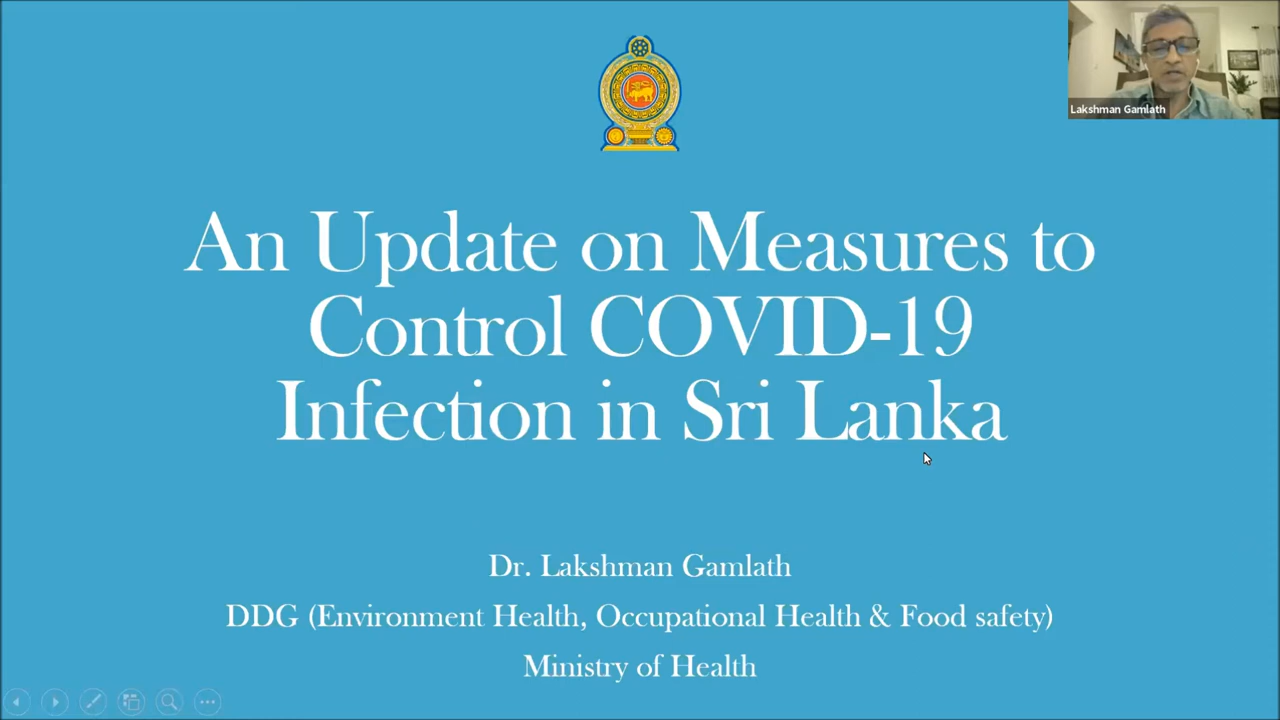 Lakshman Gamlath
An Update on Measures to
Control COVID-19
Infection in Sri Lanka
Dr. Lakshman Gamlath
DDG (Environment Health, Occupational Health & Food safety)
Ministry of Health